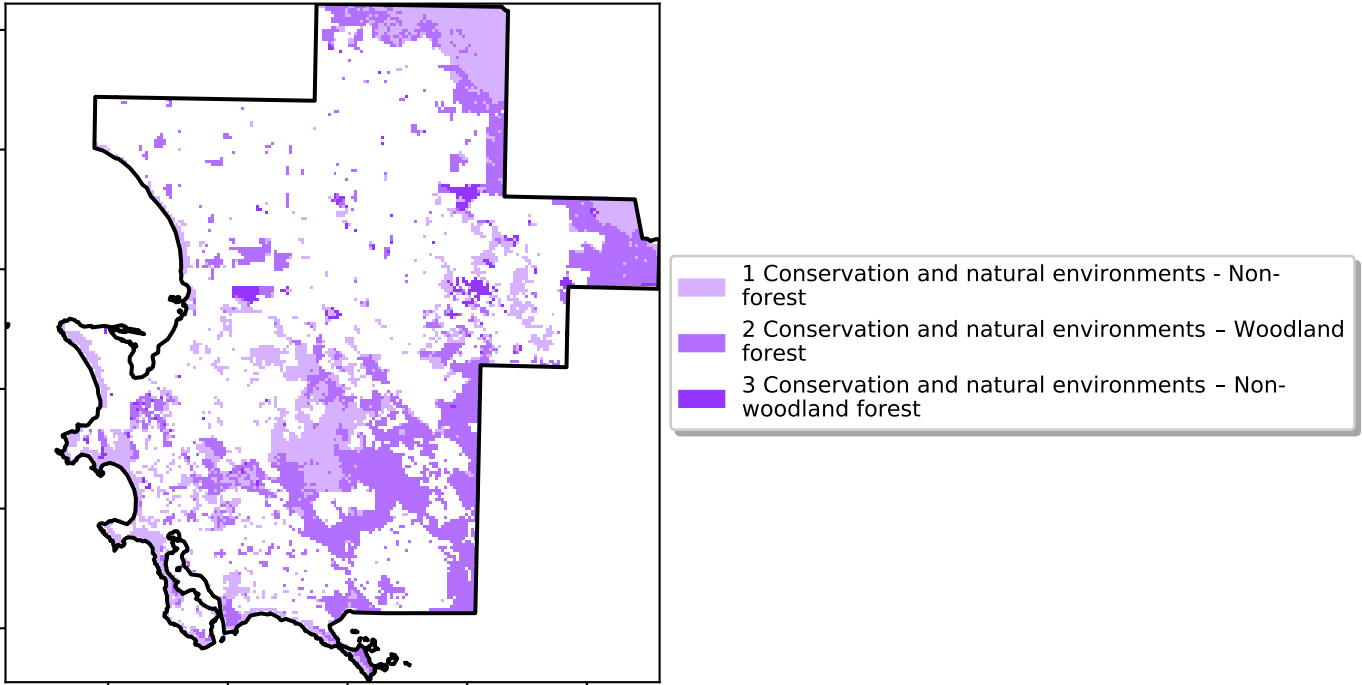 1 Conservation and natural environments - Non-
forest
2 Conservation and natural environments – Woodland
forest
3 Conservation and natural environments – Non-
woodland forest